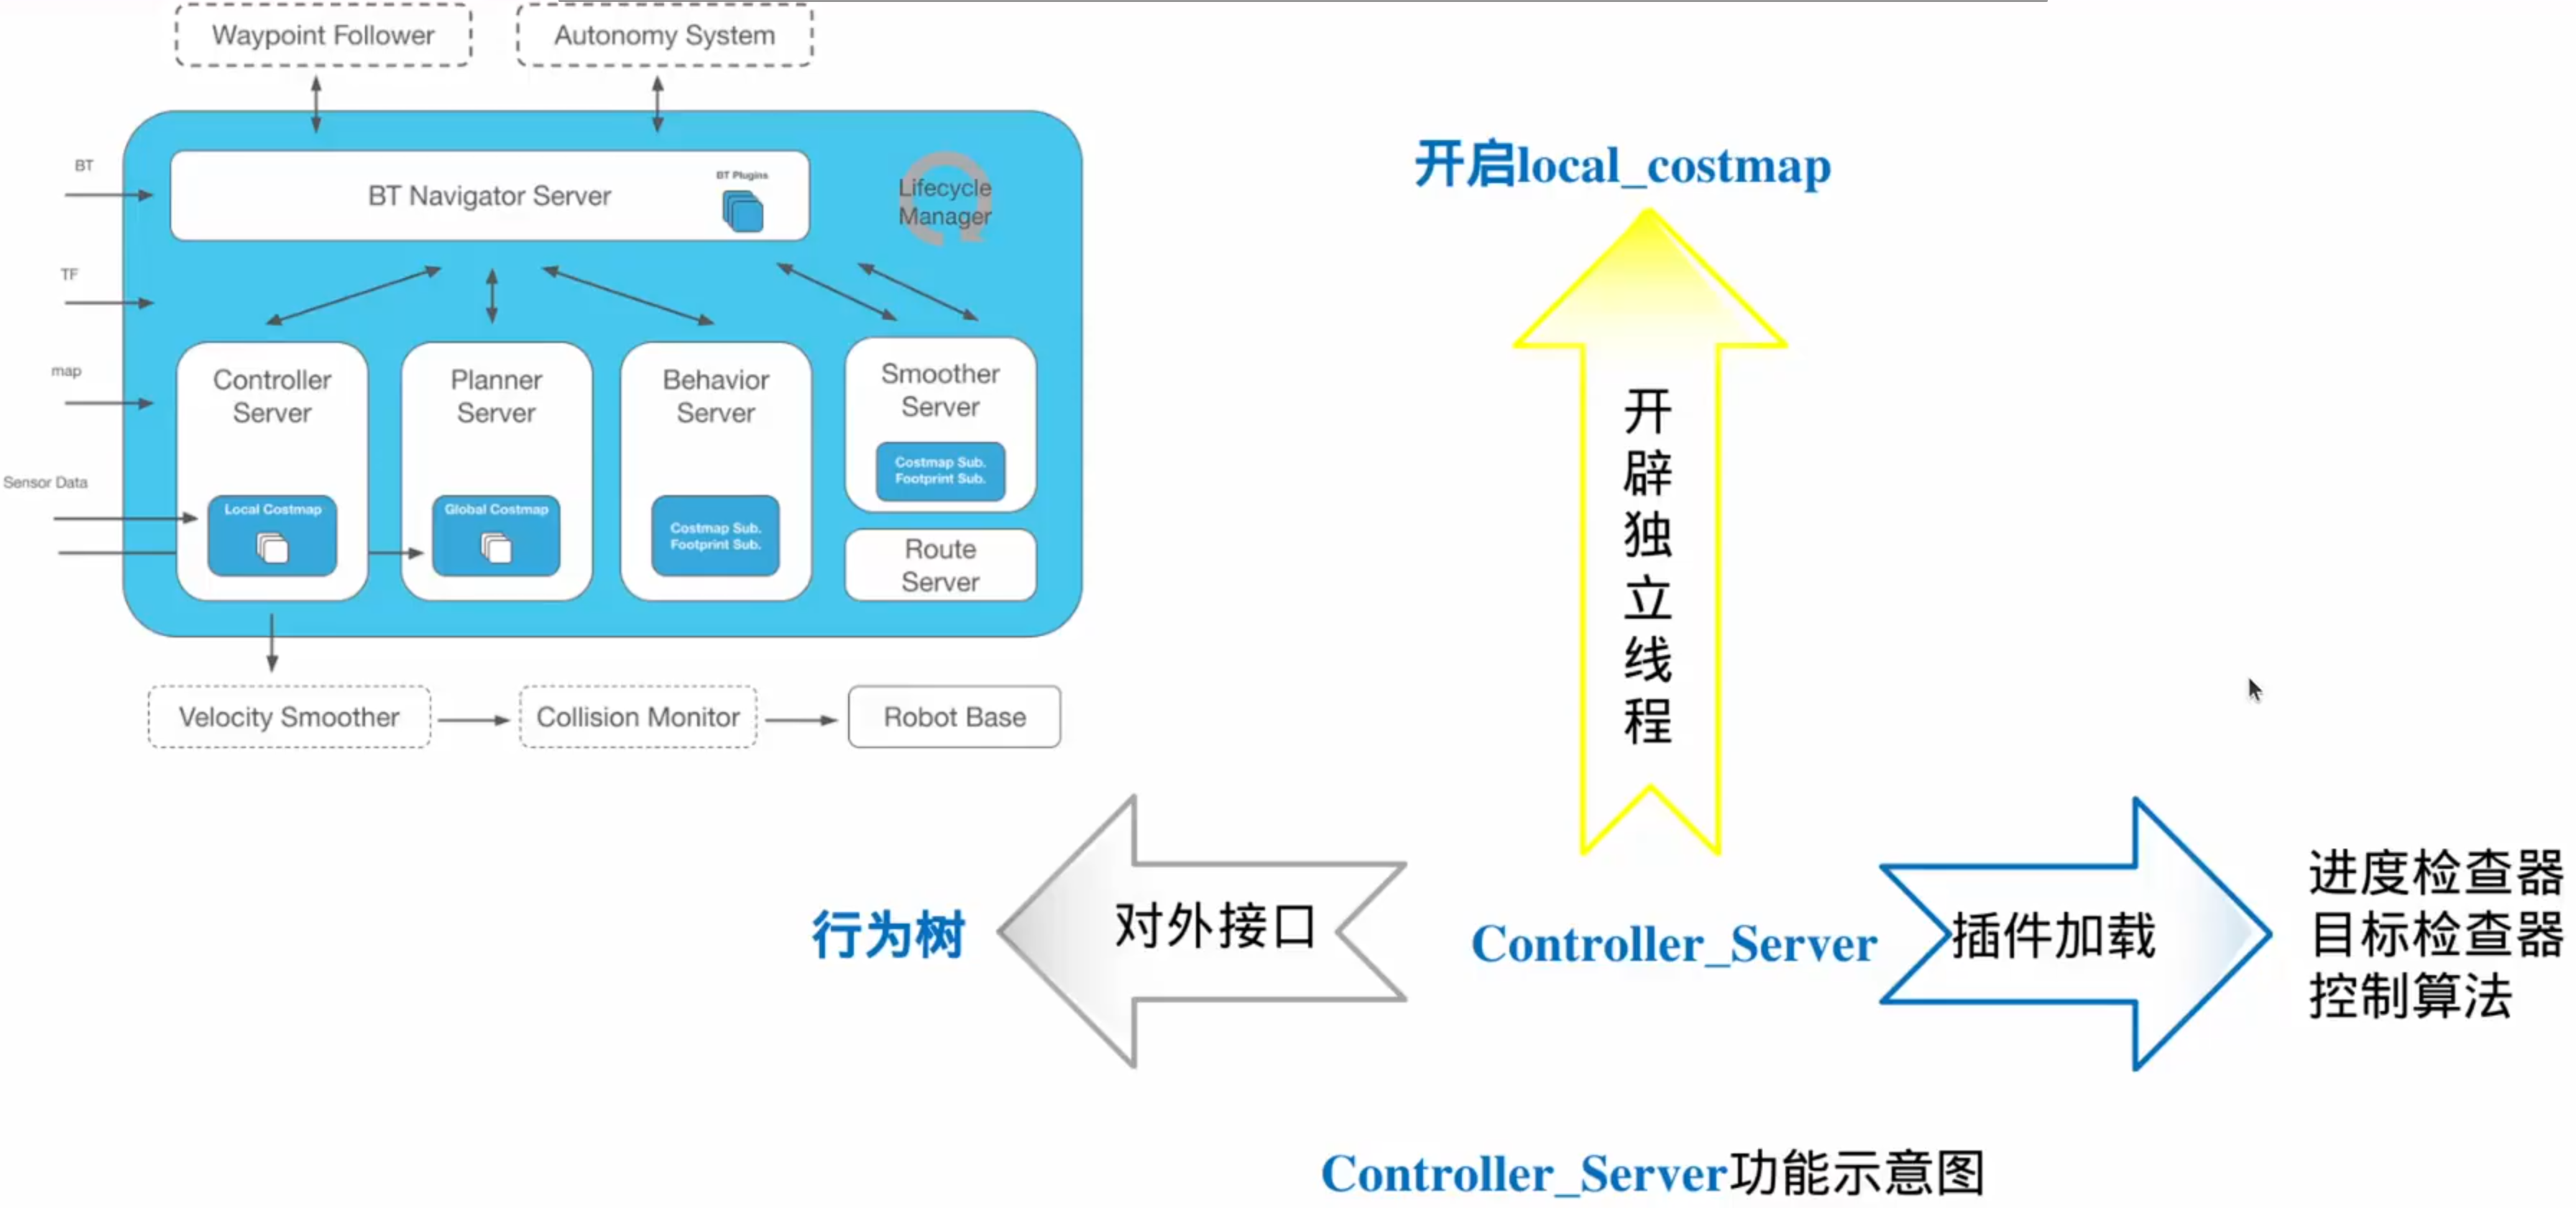 Waypoint Follower
Autonomy System
BT
BT Navigator Server
BT Plugins
Lifecycle
Manager
TF
map
Sensor Data
Controller
Server
Local Costmap
Planner
Server
Global Costmap
Behavior
Server
Costmap Sub.
Footprint Sub.
Smoother
Server
Costmap Sub.
Footprint Sub.
Route
Server
Velocity Smoother
Collision Monitor
Robot Base
开启local_costmap
开
辟
独
立
线
程
行为树
对外接口
Controller_Server
插件加载
进度检查器
目标检查器
控制算法
Controller_Server功能示意图